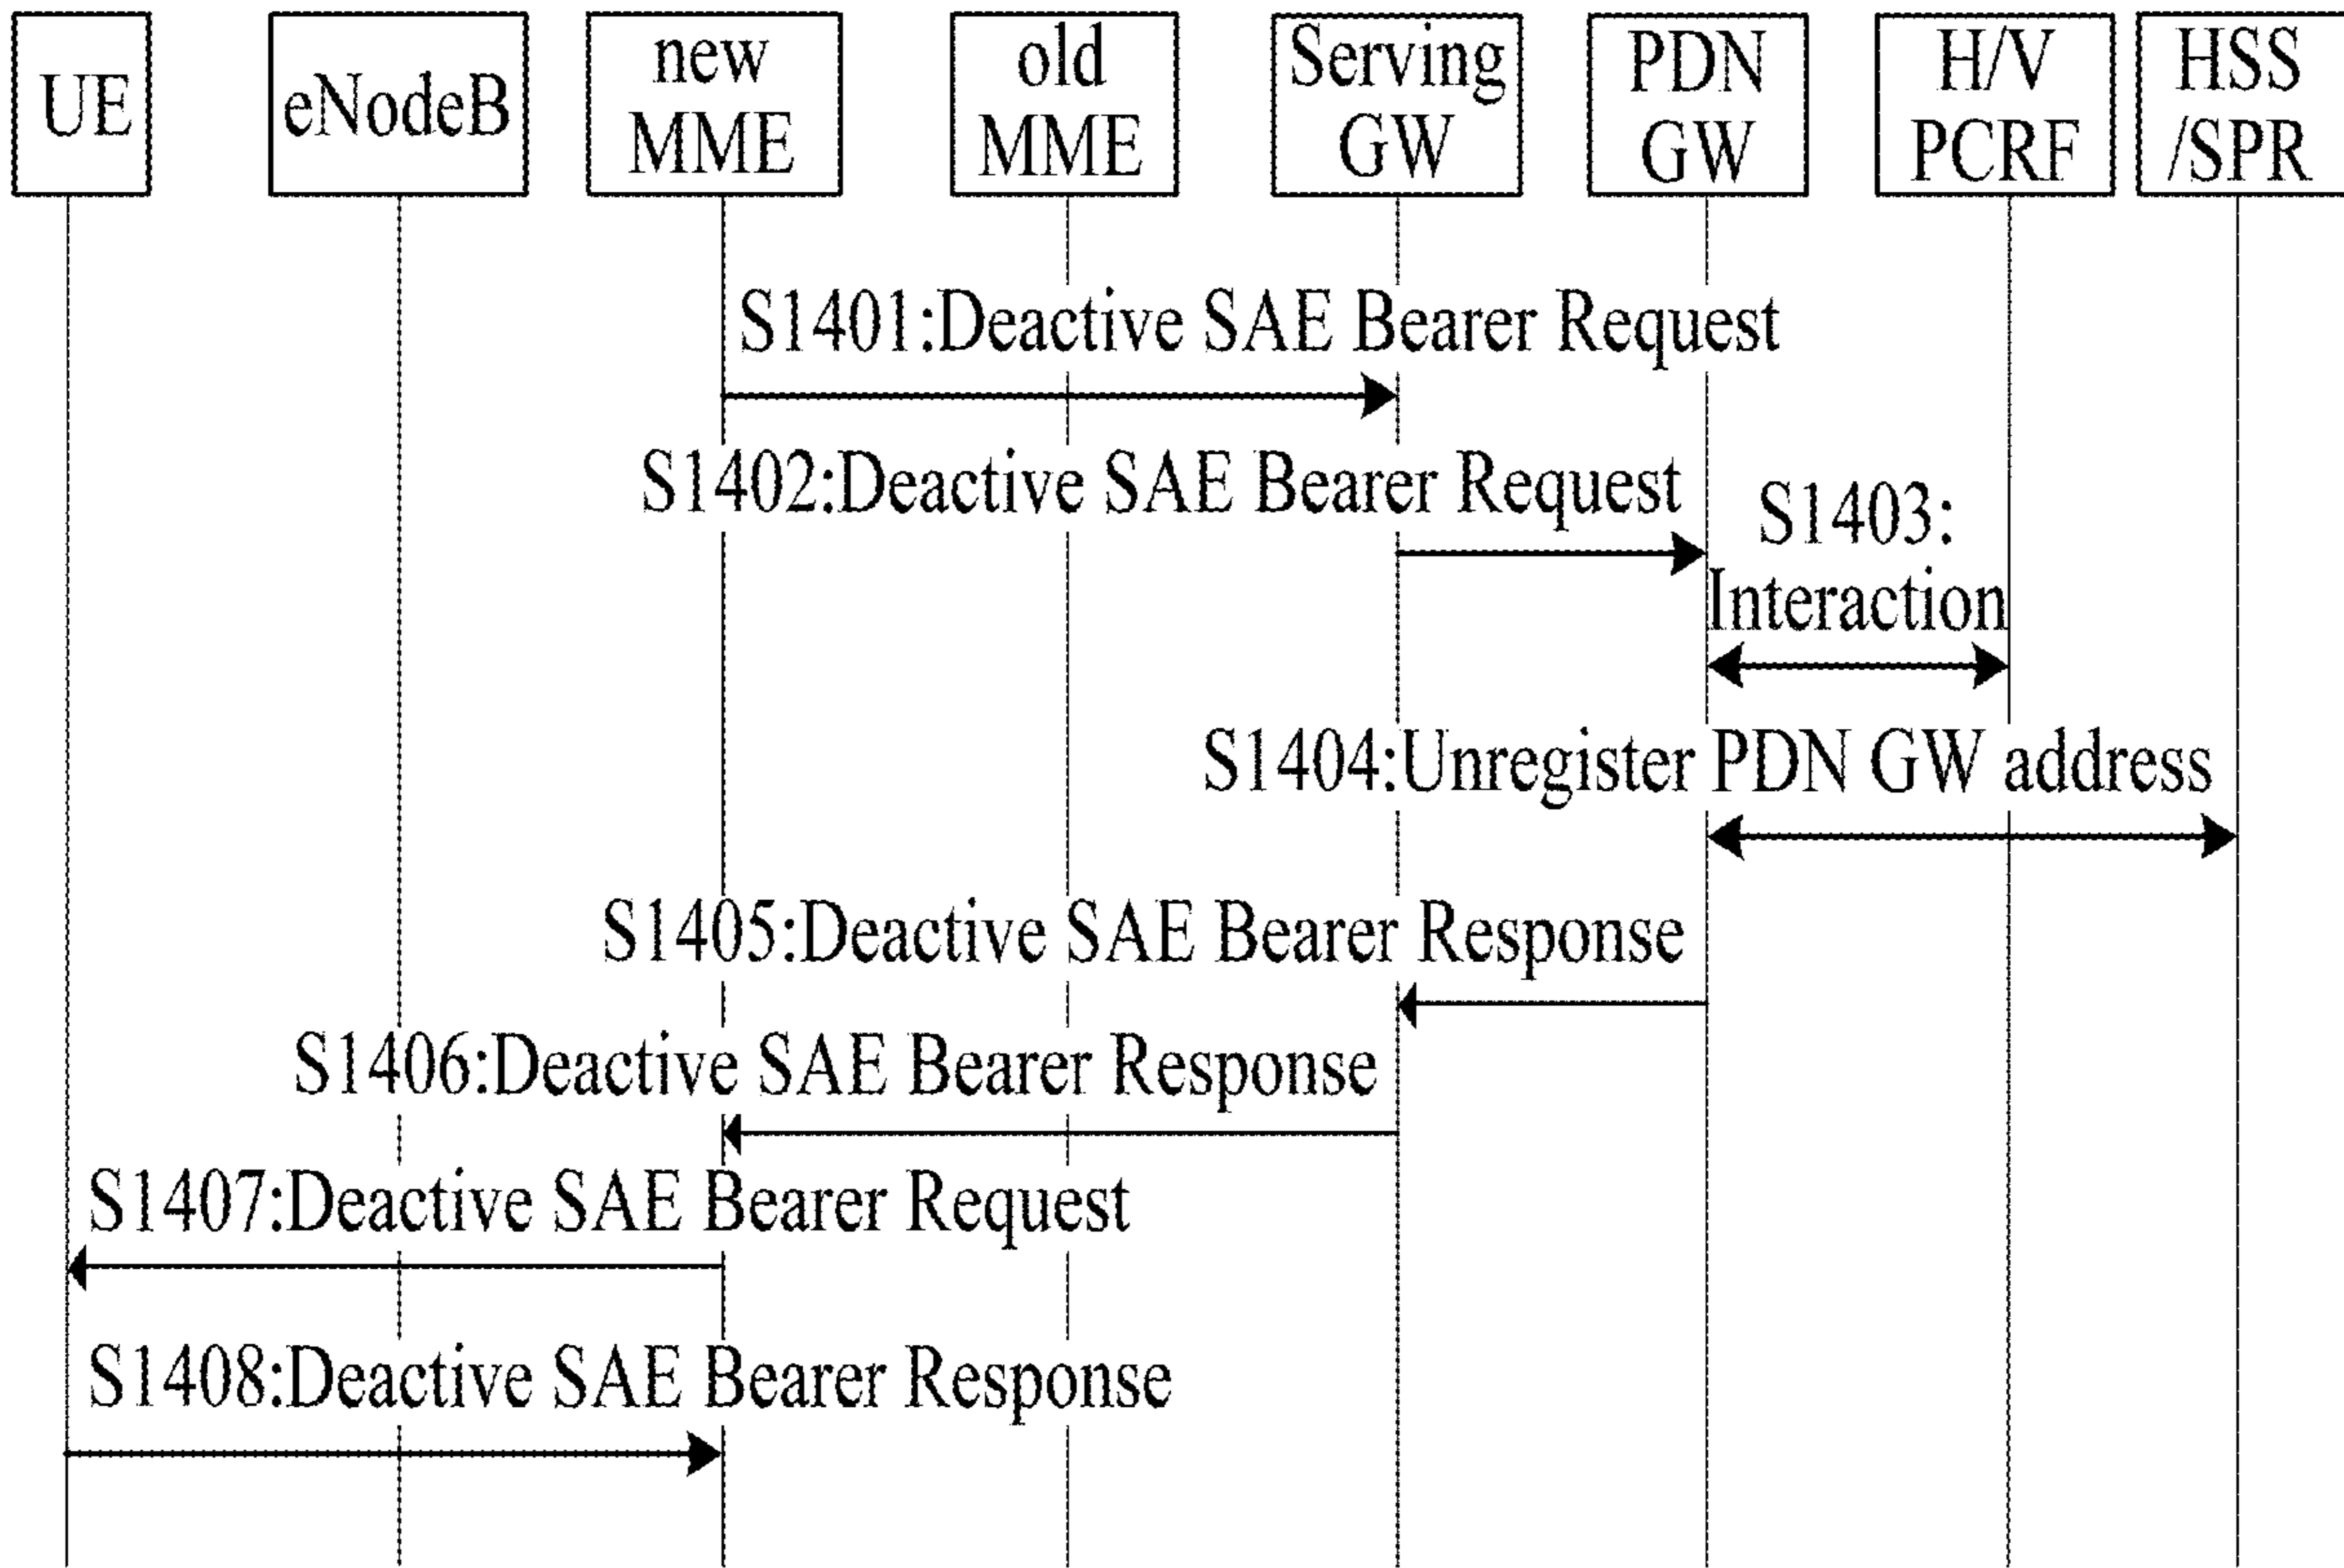 UE
eNodeB
new
MME
old
MME
Serving
GW
PDN
GW
H/V
PCRF
HSS
/SPR
S1401:Deactive SAE Bearer Request
S1402:Deactive SAE Bearer Request
S1403:
Interaction
S1404:Unregister PDN GW address
S1405:Deactive SAE Bearer Response
S1406:Deactive SAE Bearer Response
S1407:Deactive SAE Bearer Request
S1408:Deactive SAE Bearer Response